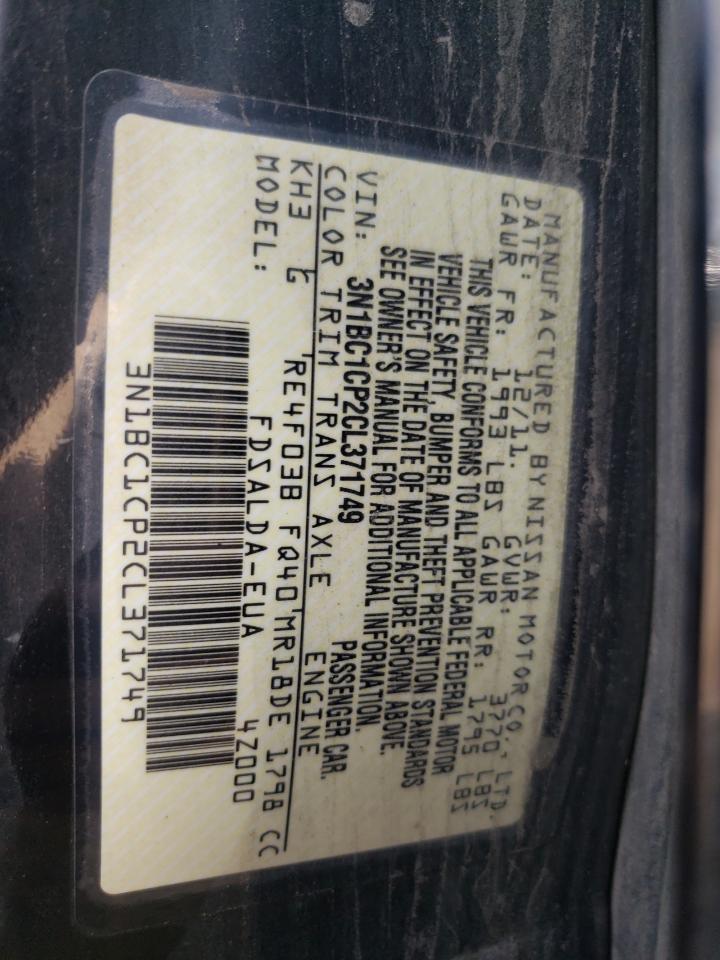 MANUFACTURED BY NISSAN MOTOR CO., LTD.
DATE: 12/11. GVWR: 3770 LBS
GAWR FR: 1993 LBS GAWR RR: 1795 LBS
THIS VEHICLE CONFORMS TO ALL APPLICABLE FEDERAL MOTOR
VEHICLE SAFETY, BUMPER AND THEFT PREVENTION STANDARDS
IN EFFECT ON THE DATE OF MANUFACTURE SHOWN ABOVE.
SEE OWNER'S MANUAL FOR ADDITIONAL INFORMATION.
VIN: 3N1BC1CP2CL371749 PASSENGER CAR.
COLOR TRIM TRANS AXLE ENGINE
KH3 G RE4F03B FQ40 MR18DE 1798 CC
MODEL: FDSALDA-EUA 4Z000
3N1BC1CP2CL371749